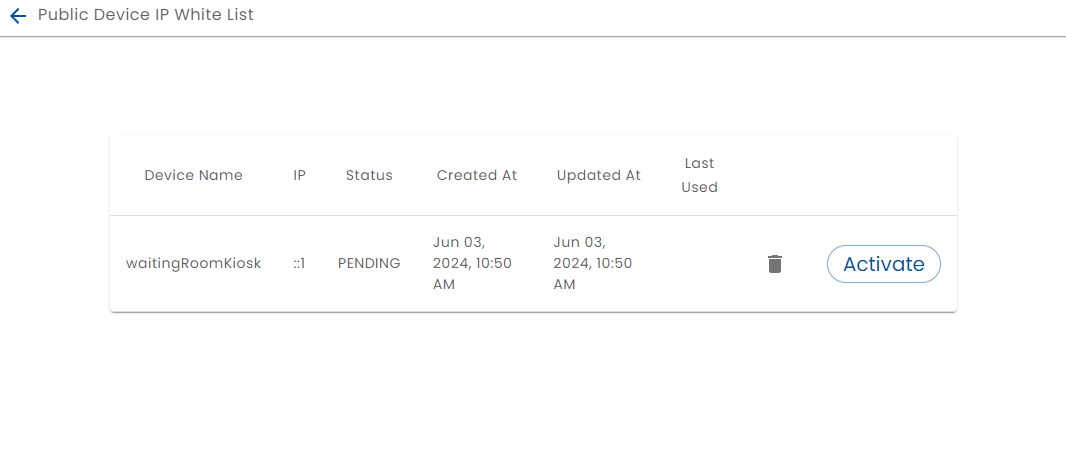 Public Device IP White List
Device Name IP Status Created At Updated At Last Used
waitingRoomKiosk ::1 PENDING Jun 03, 2024, 10:50 AM Jun 03, 2024, 10:50 AM Activate